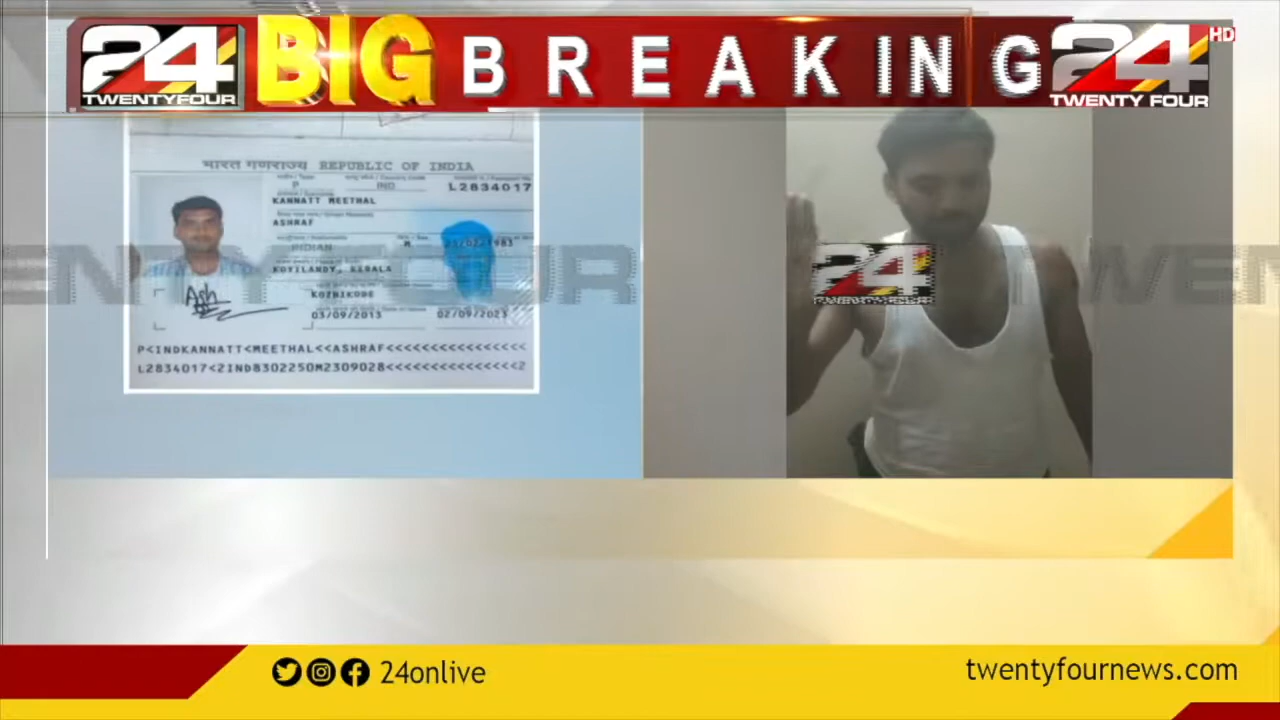 24
TWENTYFOUR
BIG BREAKING
24 HD
TWENTY FOUR
भारत गणराज्य REPUBLIC OF INDIA
P
IND
L2834017
KANNATT MEETHAL
ASHRAF
INDIAN
M
KOYILANDY, KERALA
KOZHIKODE
03/09/2013
02/09/2023
P<INDKANNATT<MEETHAL<<ASHRAF<<<<<<<<<<<<<<<<
L2834017<2IND8302250M2309028<<<<<<<<<<<<<<<2
24
24onlive
twentyfournews.com